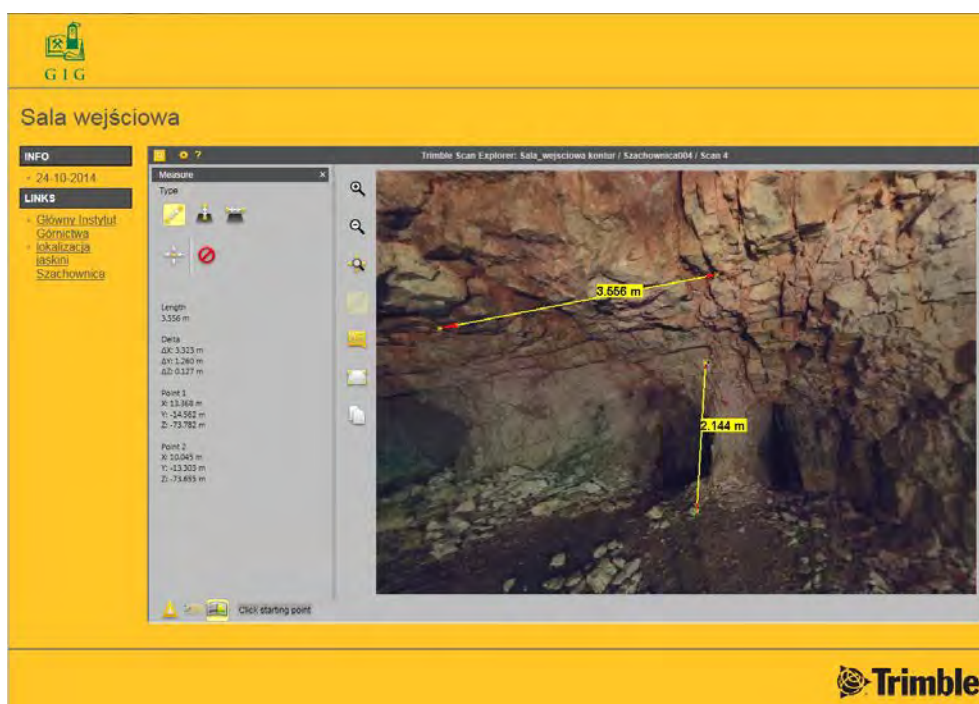 GIG
Sala wejściowa
INFO
24-10-2014
LINKS
Główny Instytut
Górnictwa
lokalizacja
jaskini
Szachownica
?
Trimble Scan Explorer: Sala_wejsciowa kontur / Szachownica004 / Scan 4
Measure
x
Type
Length
3.556 m
Delta
ΔX: 3.323 m
ΔY: 1.260 m
ΔZ: 0.127 m
Point 1
X: 13.368 m
Y: -14.562 m
Z: -73.782 m
Point 2
X: 10.045 m
Y: -13.303 m
Z: -73.655 m
3.556 m
2.144 m
Click starting point
Trimble